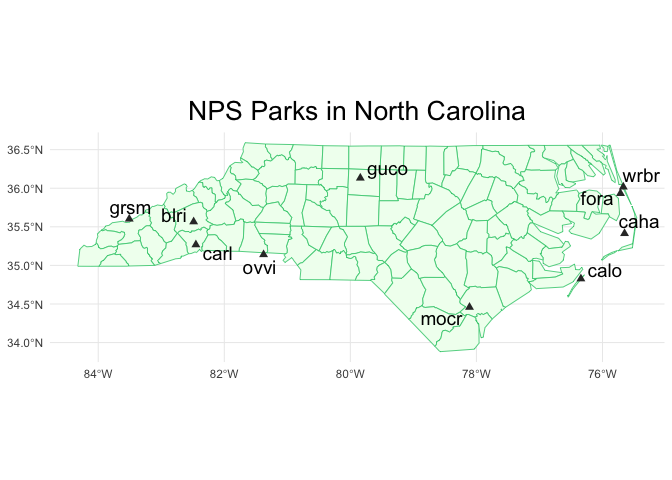 NPS Parks in North Carolina
36.5°N
36.0°N
35.5°N
35.0°N
34.5°N
34.0°N
guco
wrbr
fora
grsm
blri
caha
carl
ovvi
calo
mocr
84°W
82°W
80°W
78°W
76°W